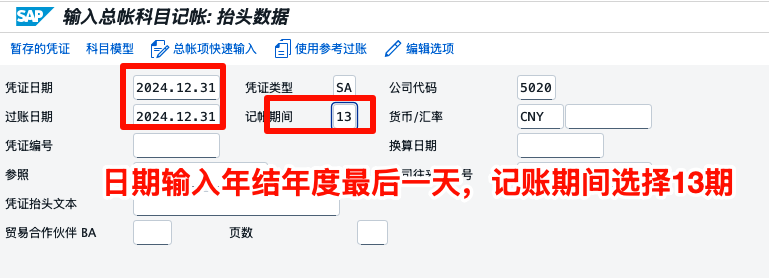 SAP 输入总帐科目记帐: 抬头数据
暂存的凭证 科目模型 总帐项快速输入 使用参考过账 编辑选项
凭证日期 2024.12.31 凭证类型 SA 公司代码 5020
过账日期 2024.12.31 记帐期间 13 货币/汇率 CNY
凭证编号 换算日期
参照 号
日期输入年结年度最后一天，记账期间选择13期
凭证抬头文本
贸易合作伙伴 BA 页数